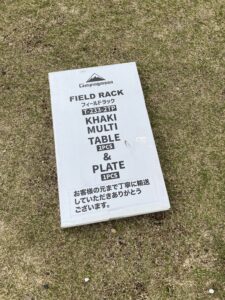 Campingmoon
FIELD RACK
フィールドラック
T-233-2TP
KHAKI
MULTI
TABLE
2PCS
&
PLATE
1PCS
お客様の元まで丁寧に輸送
していただきありがとう
ございます。